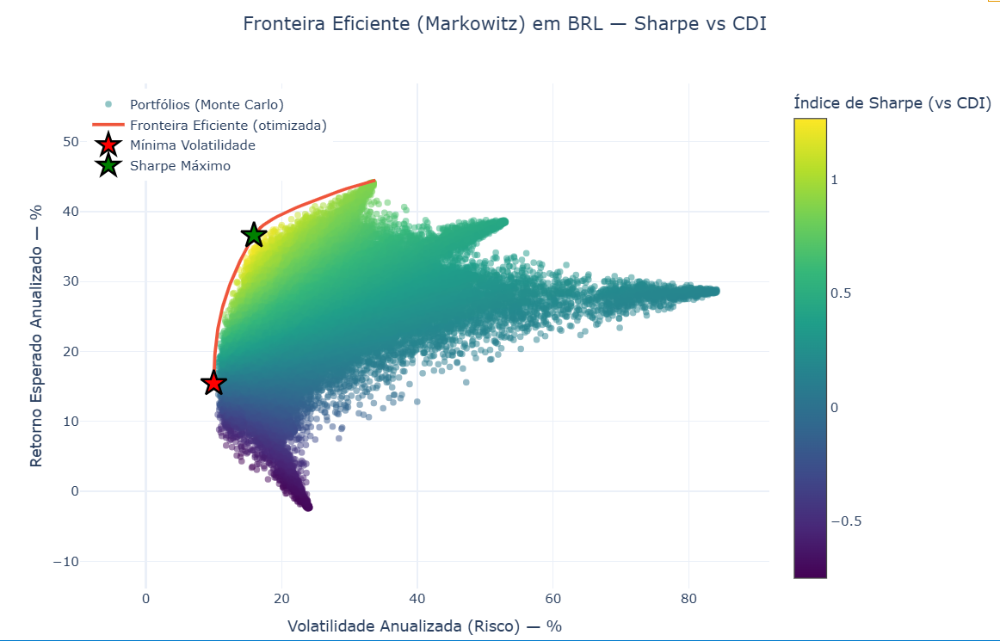 Fronteira Eficiente (Markowitz) em BRL — Sharpe vs CDI
Portfólios (Monte Carlo)
Fronteira Eficiente (otimizada)
Mínima Volatilidade
Sharpe Máximo
Índice de Sharpe (vs CDI)
1
0.5
0
−0.5
Retorno Esperado Anualizado — %
50
40
30
20
10
0
−10
0
20
40
60
80
Volatilidade Anualizada (Risco) — %